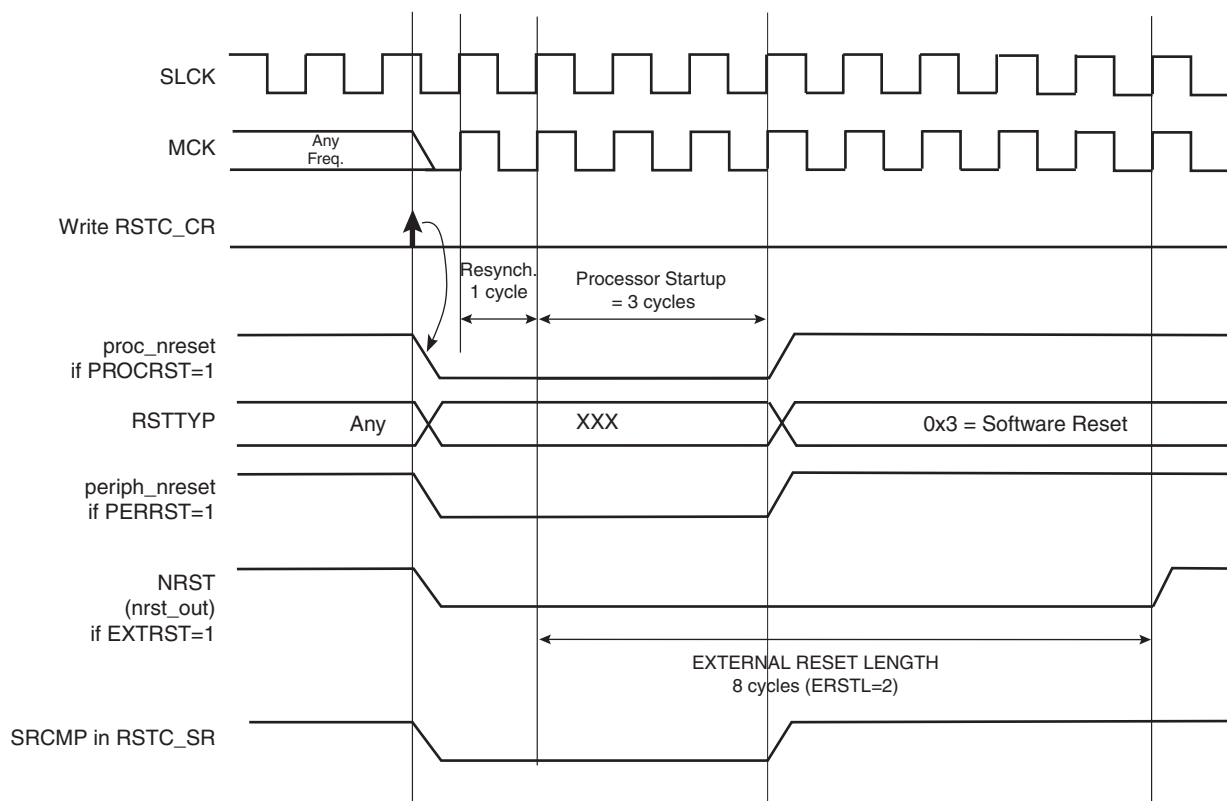 SLCK
MCK
Any
Freq.
Write RSTC_CR
Resynch.
1 cycle
Processor Startup
= 3 cycles
proc_nreset
if PROCRST=1
RSTTYP
Any
XXX
0x3 = Software Reset
periph_nreset
if PERRST=1
NRST
(nrst_out)
if EXTRST=1
EXTERNAL RESET LENGTH
8 cycles (ERSTL=2)
SRCMP in RSTC_SR